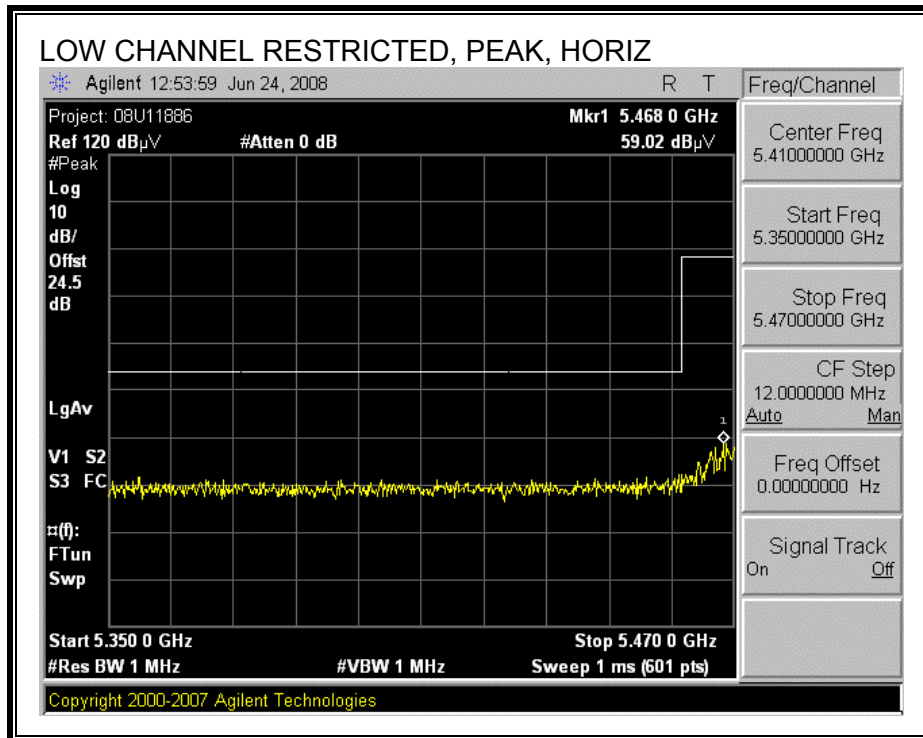 LOW CHANNEL RESTRICTED, PEAK, HORIZ
Agilent 12:53:59 Jun 24, 2008 R T
Project: 08U11886 Mkr1 5.468 0 GHz
Ref 120 dBµV #Atten 0 dB 59.02 dBµV
#Peak
Log
10
dB/
Offst
24.5
dB
LgAv
1
V1 S2
S3 FC
¤(f):
FTun
Swp
Start 5.350 0 GHz Stop 5.470 0 GHz
#Res BW 1 MHz #VBW 1 MHz Sweep 1 ms (601 pts)
Copyright 2000-2007 Agilent Technologies
Freq/Channel
Center Freq
5.41000000 GHz
Start Freq
5.35000000 GHz
Stop Freq
5.47000000 GHz
CF Step
12.0000000 MHz
Auto Man
Freq Offset
0.00000000 Hz
Signal Track
On Off